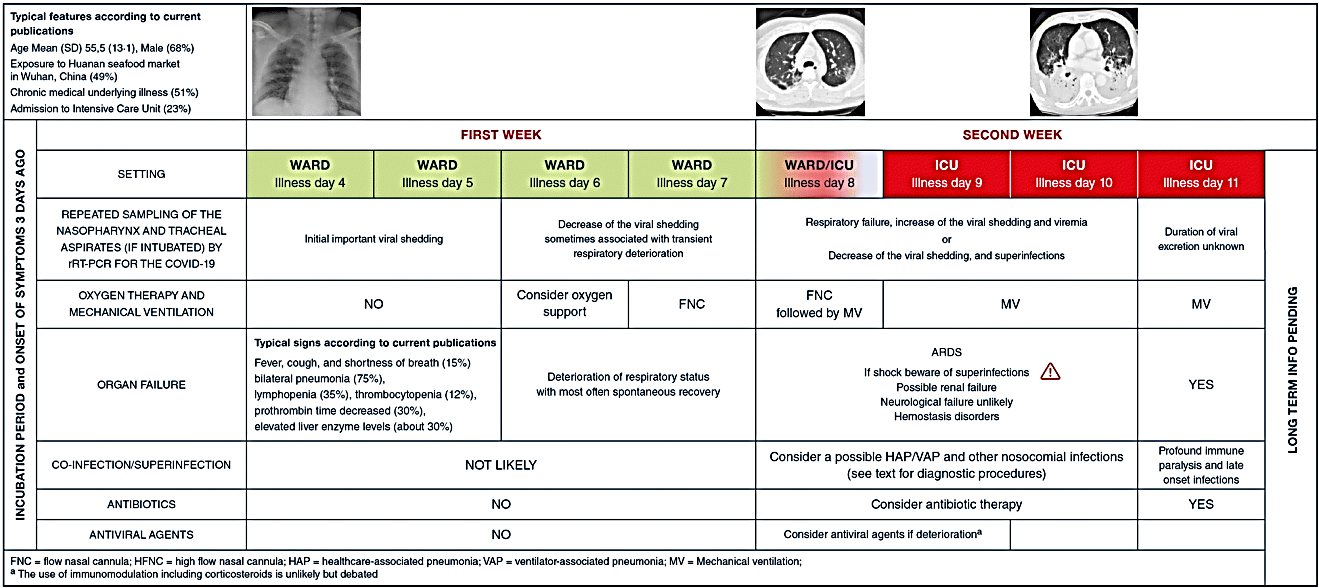 Typical features according to current
publications
Age Mean (SD) 55,5 (13·1), Male (68%)
Exposure to Huanan seafood market
in Wuhan, China (49%)
Chronic medical underlying illness (51%)
Admission to Intensive Care Unit (23%)
INCUBATION PERIOD and ONSET OF SYMPTOMS 3 DAYS AGO
FIRST WEEK
SECOND WEEK
SETTING
WARD
Illness day 4
WARD
Illness day 5
WARD/ICU
Illness day 6
WARD
Illness day 7
WARD/ICU
Illness day 8
ICU
Illness day 9
ICU
Illness day 10
ICU
Illness day 11
REPEATED SAMPLING OF THE
NASOPHARYNX AND TRACHEAL
ASPIRATES (IF INTUBATED) BY
rRT-PCR FOR THE COVID-19
Initial important viral shedding
Decrease of the viral shedding
sometimes associated with transient
respiratory deterioration
Respiratory failure, increase of the viral shedding and viremia
or
Decrease of the viral shedding, and superinfections
Duration of viral
excretion unknown
OXYGEN THERAPY AND
MECHANICAL VENTILATION
NO
Consider oxygen
support
FNC
FNC
followed by MV
MV
MV
ORGAN FAILURE
Typical signs according to current publications
Fever, cough, and shortness of breath (15%)
bilateral pneumonia (75%),
lymphopenia (35%), thrombocytopenia (12%),
prothrombin time decreased (30%),
elevated liver enzyme levels (about 30%)
Deterioration of respiratory status
with most often spontaneous recovery
ARDS
If shock beware of superinfections
Possible renal failure
Neurological failure unlikely
Hemostasis disorders
YES
CO-INFECTION/SUPERINFECTION
NOT LIKELY
Consider a possible HAP/VAP and other nosocomial infections
(see text for diagnostic procedures)
Profound immune
paralysis and late
onset infections
ANTIBIOTICS
NO
Consider antibiotic therapy
YES
ANTIVIRAL AGENTS
NO
Consider antiviral agents if deteriorationª
LONG TERM INFO PENDING
FNC = flow nasal cannula; HFNC = high flow nasal cannula; HAP = healthcare-associated pneumonia; VAP = ventilator-associated pneumonia; MV = Mechanical ventilation;
ª The use of immunomodulation including corticosteroids is unlikely but debated